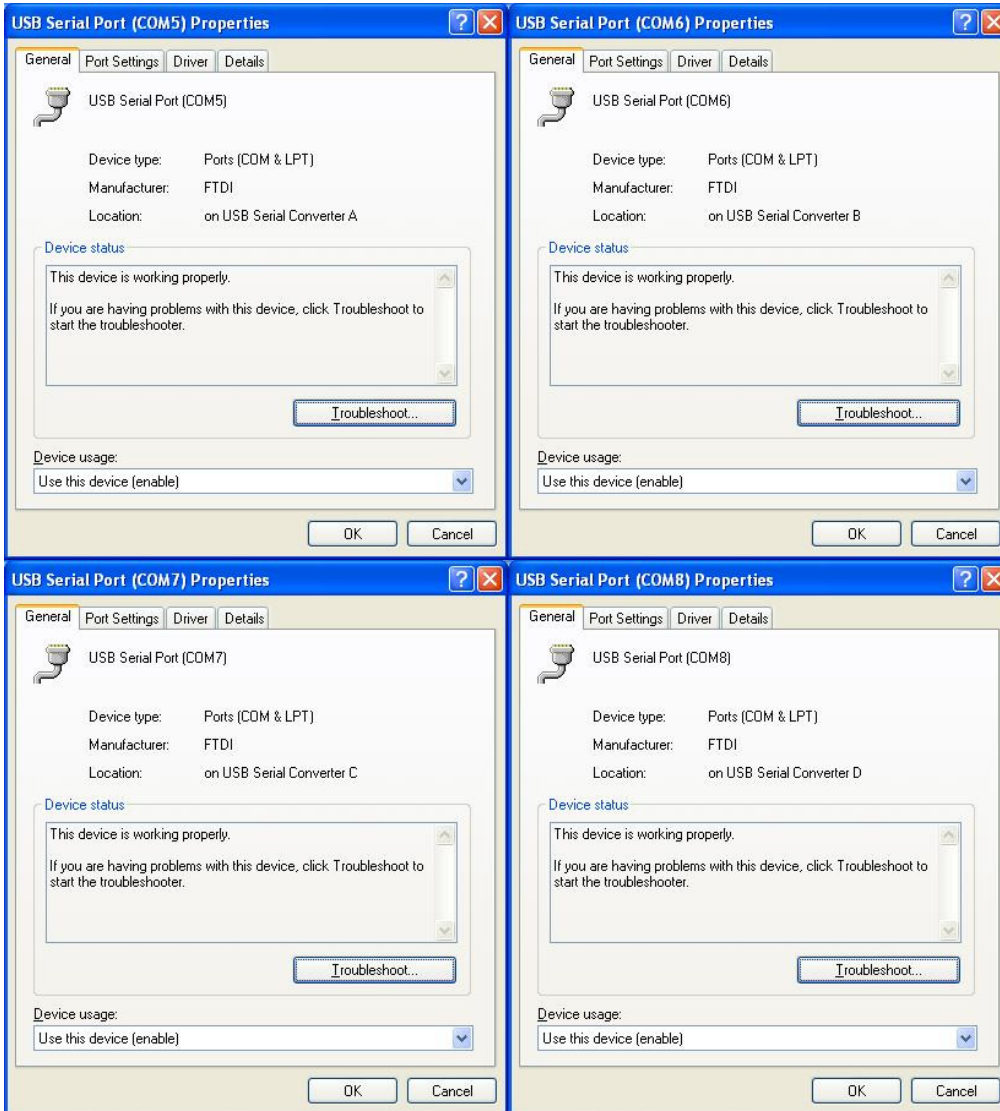 USB Serial Port (COM5) Properties
General Port Settings Driver Details
USB Serial Port (COM5)
Device type: Ports (COM & LPT)
Manufacturer: FTDI
Location: on USB Serial Converter A
Device status
This device is working properly.
If you are having problems with this device, click Troubleshoot to
start the troubleshooter.
Troubleshoot...
Device usage:
Use this device (enable)
OK Cancel
USB Serial Port (COM6) Properties
General Port Settings Driver Details
USB Serial Port (COM6)
Device type: Ports (COM & LPT)
Manufacturer: FTDI
Location: on USB Serial Converter B
Device status
This device is working properly.
If you are having problems with this device, click Troubleshoot to
start the troubleshooter.
Troubleshoot...
Device usage:
Use this device (enable)
OK Cancel
USB Serial Port (COM7) Properties
General Port Settings Driver Details
USB Serial Port (COM7)
Device type: Ports (COM & LPT)
Manufacturer: FTDI
Location: on USB Serial Converter C
Device status
This device is working properly.
If you are having problems with this device, click Troubleshoot to
start the troubleshooter.
Troubleshoot...
Device usage:
Use this device (enable)
OK Cancel
USB Serial Port (COM8) Properties
General Port Settings Driver Details
USB Serial Port (COM8)
Device type: Ports (COM & LPT)
Manufacturer: FTDI
Location: on USB Serial Converter D
Device status
This device is working properly.
If you are having problems with this device, click Troubleshoot to
start the troubleshooter.
Troubleshoot...
Device usage:
Use this device (enable)
OK Cancel